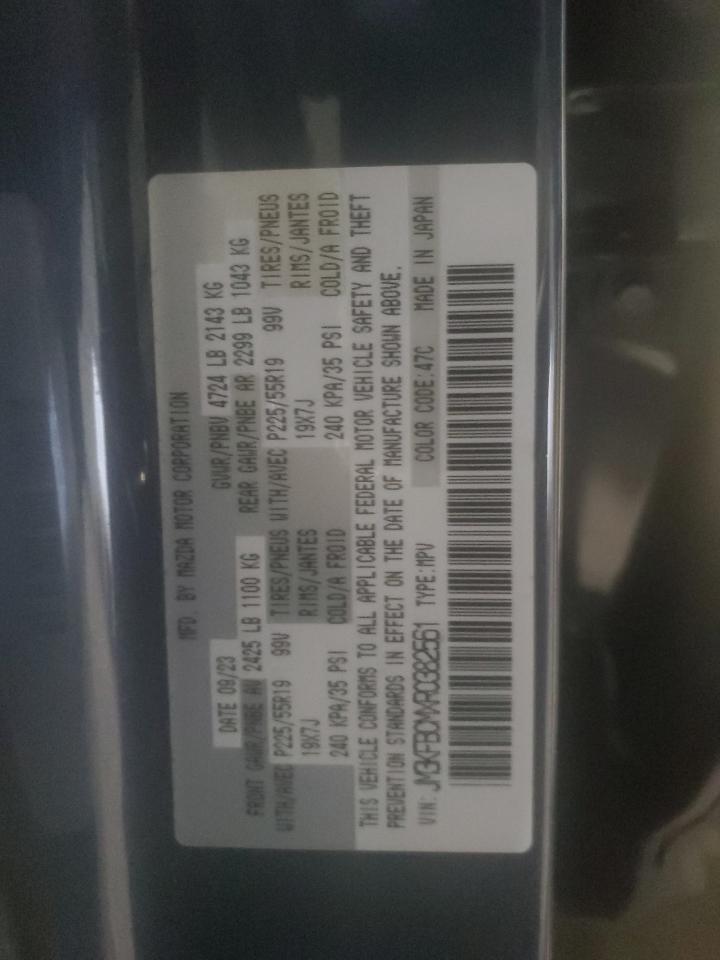 MFD. BY MAZDA MOTOR CORPORATION
DATE 09/23 GVWR/PNBV 4724 LB 2143 KG
FRONT GAWR/PNBE AV 2425 LB 1100 KG REAR GAWR/PNBE AR 2299 LB 1043 KG
WITH/AVEC P225/55R19 99V TIRES/PNEUS WITH/AVEC P225/55R19 99V TIRES/PNEUS
19X7J RIMS/JANTES 19X7J RIMS/JANTES
240 KPA/35 PSI COLD/A FROID 240 KPA/35 PSI COLD/A FROID
THIS VEHICLE CONFORMS TO ALL APPLICABLE FEDERAL MOTOR VEHICLE SAFETY AND THEFT
PREVENTION STANDARDS IN EFFECT ON THE DATE OF MANUFACTURE SHOWN ABOVE.
VIN: TYPE:MPV COLOR CODE:47C MADE IN JAPAN